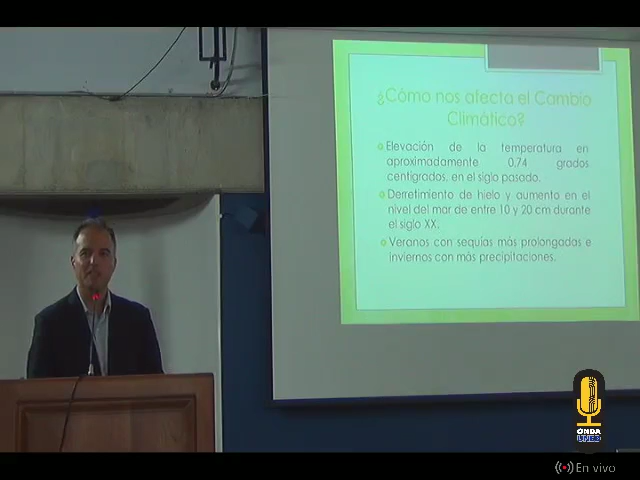 ¿Cómo nos afecta el Cambio
Climático?
Elevación de la temperatura en
aproximadamente 0.74 grados
centígrados, en el siglo pasado.
Derretimiento de hielo y aumento en el
nivel del mar de entre 10 y 20 cm durante
el siglo XX.
Veranos con sequías más prolongadas e
inviernos con más precipitaciones.
ONDA
UNED
En vivo